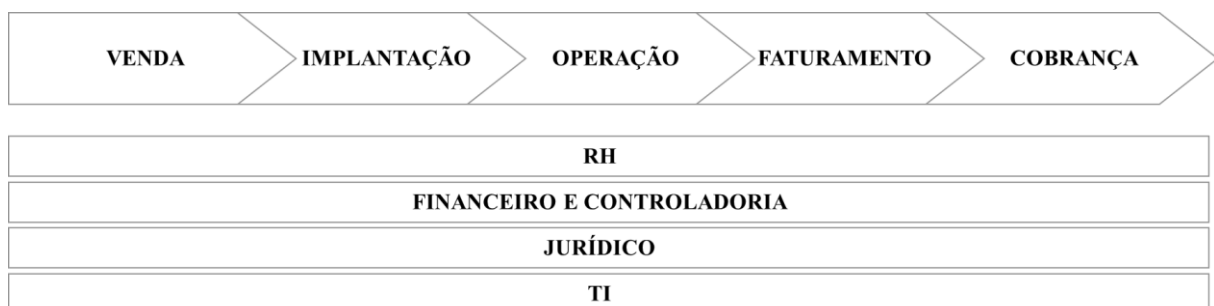 VENDA IMPLANTAÇÃO OPERAÇÃO FATURAMENTO COBRANÇA
RH
FINANCEIRO E CONTROLADORIA
JURÍDICO
TI